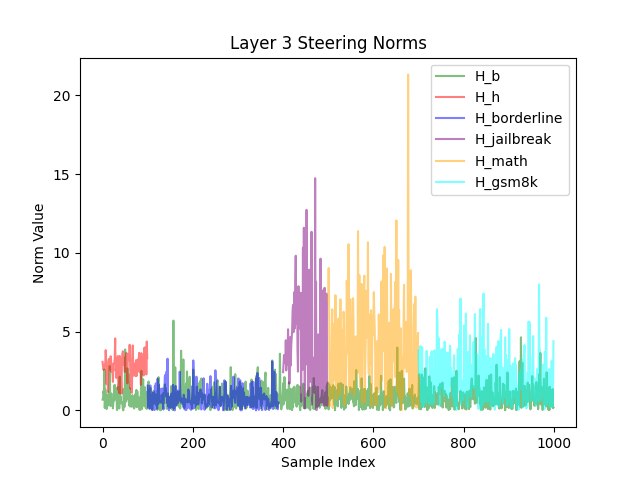 Layer 3 Steering Norms
H_b
H_h
H_borderline
H_jailbreak
H_math
H_gsm8k
Norm Value
20
15
10
5
0
0 200 400 600 800 1000
Sample Index